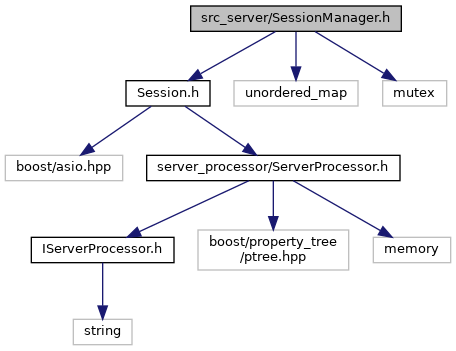 src_server/SessionManager.h
Session.h
unordered_map
mutex
boost/asio.hpp
server_processor/ServerProcessor.h
IServerProcessor.h
boost/property_tree
/ptree.hpp
memory
string